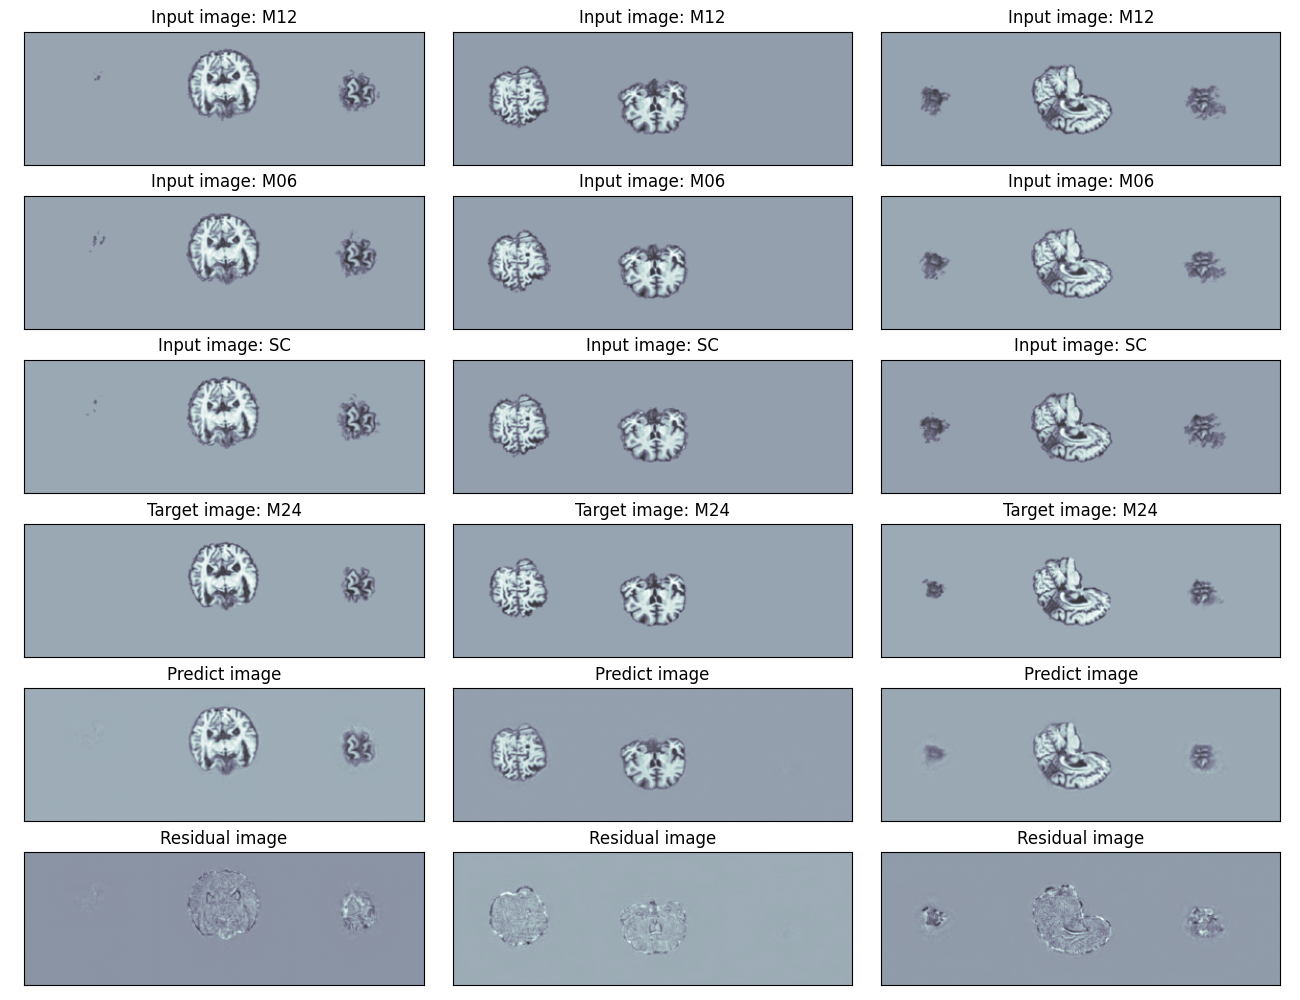 Input image: M12 Input image: M12 Input image: M12
Input image: M06 Input image: M06 Input image: M06
Input image: SC Input image: SC Input image: SC
Target image: M24 Target image: M24 Target image: M24
Predict image Predict image Predict image
Residual image Residual image Residual image